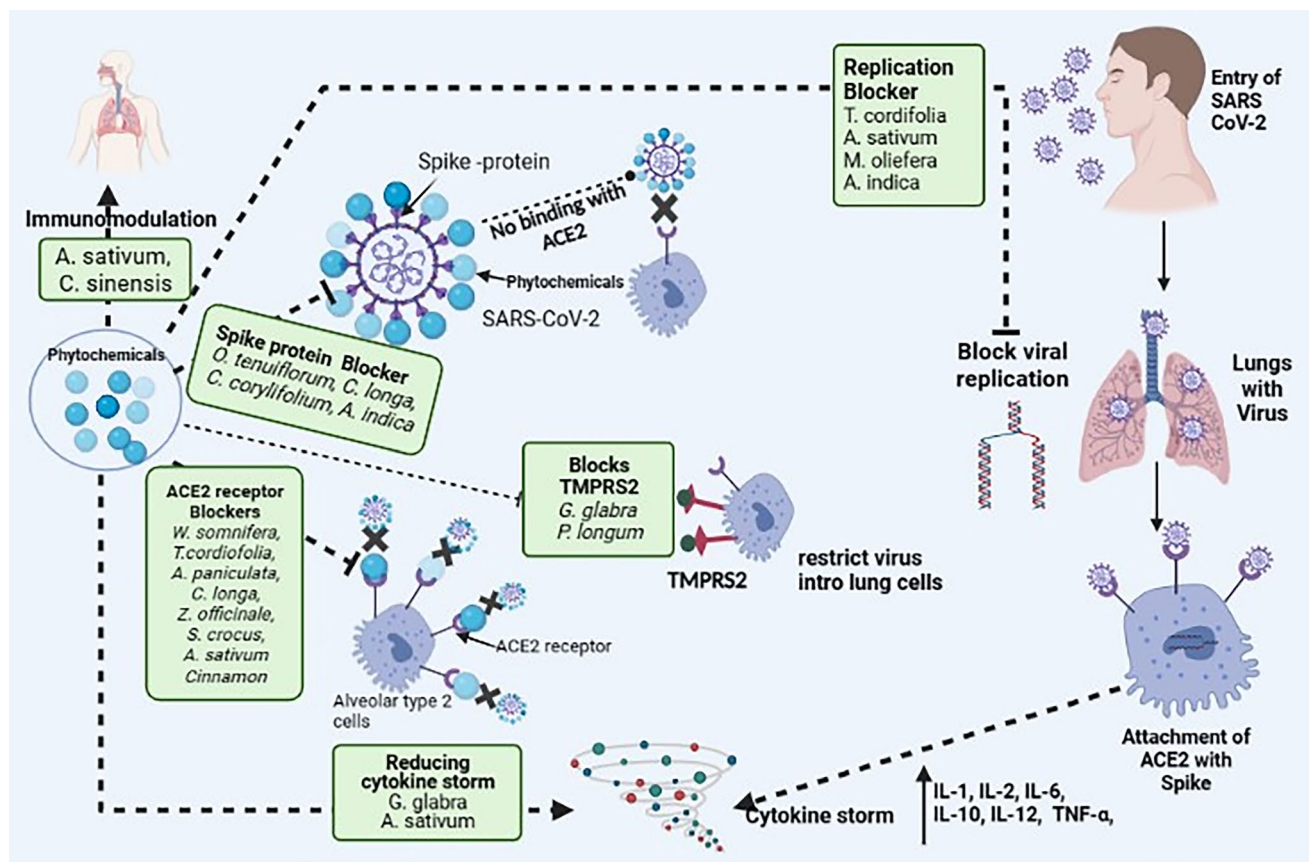 Immunomodulation
A. sativum,
C. sinensis
Phytochemicals
Spike -protein
No binding with
ACE2
Phytochemicals
SARS-CoV-2
Spike protein Blocker
O. tenuiflorum, C. longa,
C. corylifolium, A. indica
Replication
Blocker
T. cordifolia
A. sativum
M. oliefera
A. indica
Entry of
SARS
CoV-2
Block viral
replication
Lungs
with
Virus
Blocks
TMPRS2
G. glabra
P. longum
TMPRS2
restrict virus
intro lung cells
ACE2 receptor
Blockers
W. somnifera,
T.cordiofolia,
A. paniculata,
C. longa,
Z. officinale,
S. crocus,
A. sativum
Cinnamon
ACE2 receptor
Alveolar type 2
cells
Attachment of
ACE2 with
Spike
Reducing
cytokine storm
G. glabra
A. sativum
Cytokine storm
IL-1, IL-2, IL-6,
IL-10, IL-12, TNF-α,